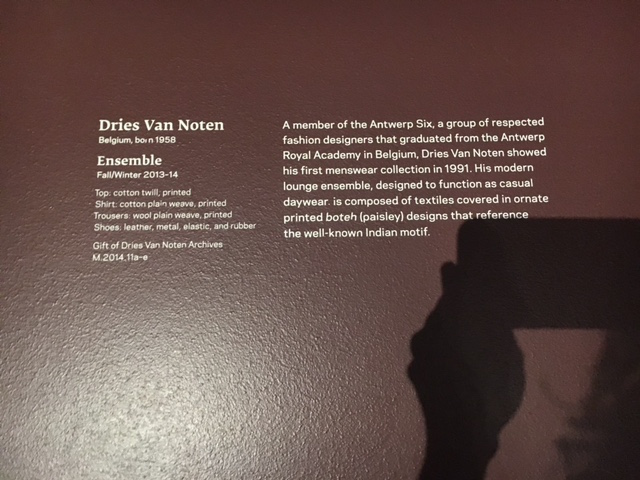 Dries Van Noten
Belgium, born 1958
Ensemble
Fall/Winter 2013-14
Top: cotton twill, printed
Shirt: cotton plain weave, printed
Trousers: wool plain weave, printed
Shoes: leather, metal, elastic, and rubber
Gift of Dries Van Noten Archives
M.2014.11a-e
A member of the Antwerp Six, a group of respected
fashion designers that graduated from the Antwerp
Royal Academy in Belgium, Dries Van Noten showed
his first menswear collection in 1991. His modern
lounge ensemble, designed to function as casual
daywear, is composed of textiles covered in ornate
printed boteh (paisley) designs that reference
the well-known Indian motif.